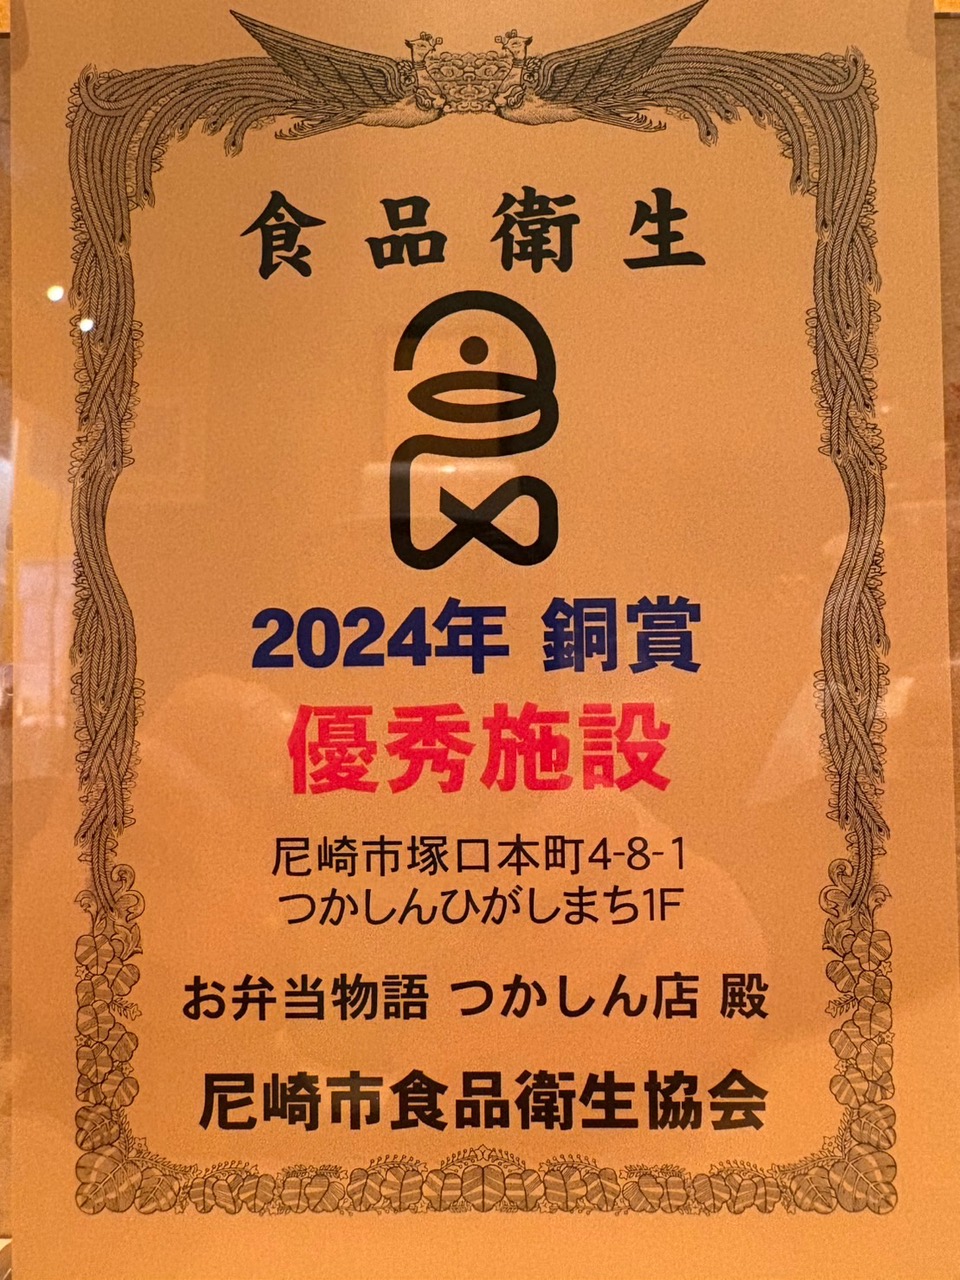 食品衛生
2024年 銅賞
優秀施設
尼崎市塚口本町4-8-1
つかしんひがしまち1F
お弁当物語 つかしん店 殿
尼崎市食品衛生協会